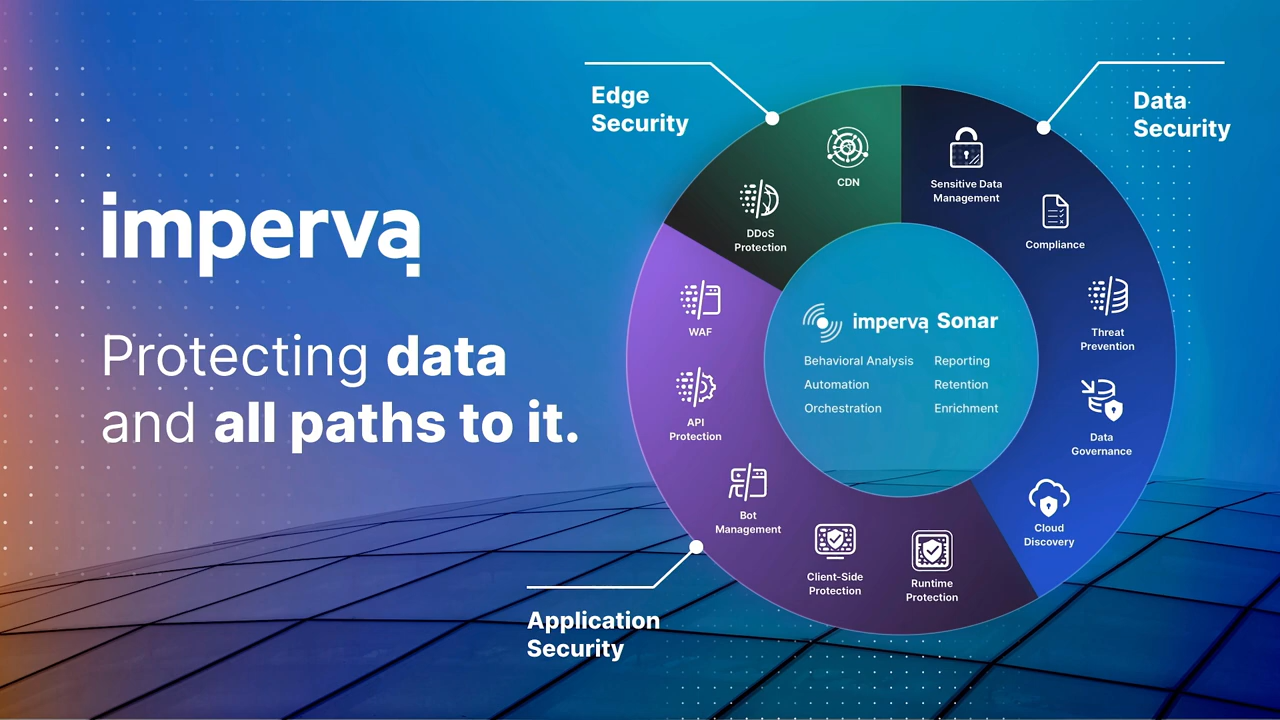 imperva
Protecting data
and all paths to it.
Edge
Security
CDN
DDoS
Protection
Data
Security
Sensitive Data
Management
Compliance
Threat
Prevention
Data
Governance
Cloud
Discovery
Application
Security
WAF
API
Protection
Bot
Management
Client-Side
Protection
Runtime
Protection
imperva Sonar
Behavioral Analysis
Automation
Orchestration
Reporting
Retention
Enrichment